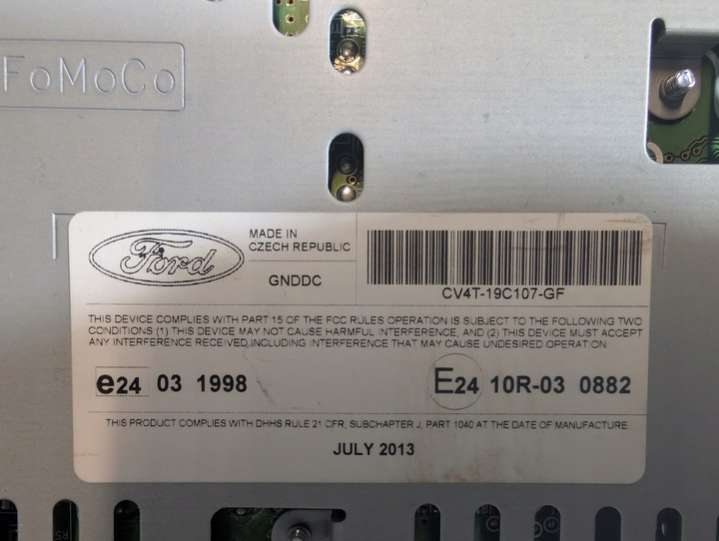 FoMoCo
Ford
MADE IN
CZECH REPUBLIC
GNDDC
CV4T-19C107-GF
THIS DEVICE COMPLIES WITH PART 15 OF THE FCC RULES OPERATION IS SUBJECT TO THE FOLLOWING TWO
CONDITIONS (1) THIS DEVICE MAY NOT CAUSE HARMFUL INTERFERENCE, AND (2) THIS DEVICE MUST ACCEPT
ANY INTERFERENCE RECEIVED, INCLUDING INTERFERENCE THAT MAY CAUSE UNDESIRED OPERATION
e24 03 1998
E24 10R-03 0882
THIS PRODUCT COMPLIES WITH DHHS RULE 21 CFR, SUBCHAPTER J, PART 1040 AT THE DATE OF MANUFACTURE
JULY 2013